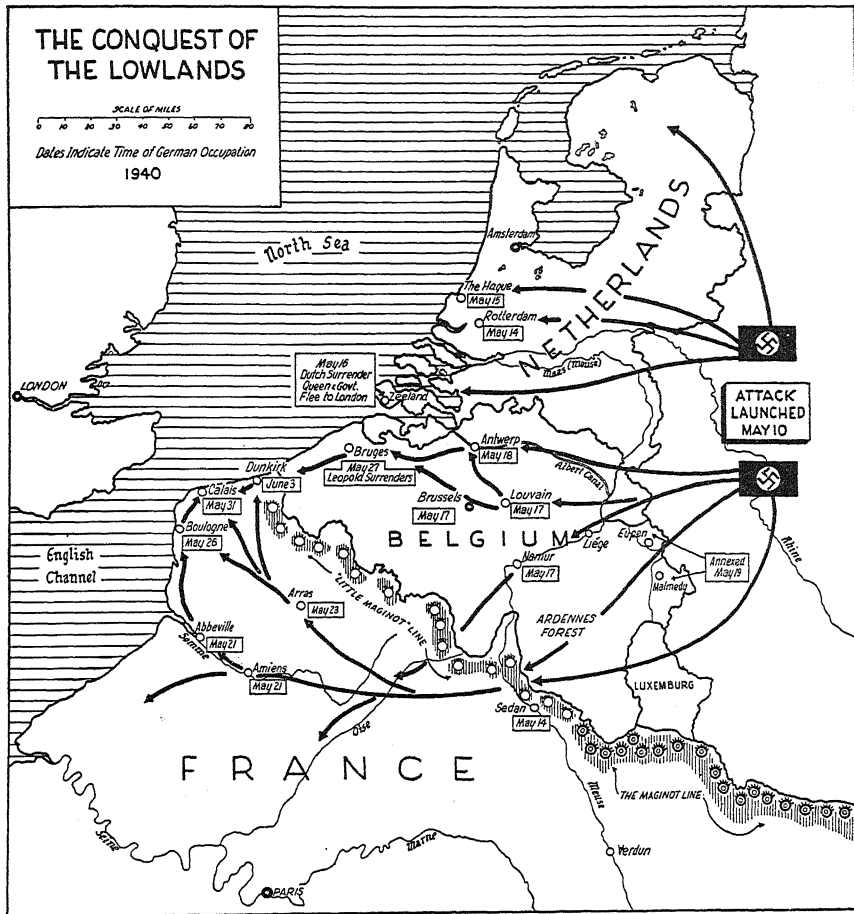 THE CONQUEST OF
THE LOWLANDS
SCALE OF MILES
0 10 20 30 40 50 60 70 80
Dates Indicate Time of German Occupation
1940
North Sea
NETHERLANDS
Amsterdam
The Hague
May 15
Rotterdam
May 14
Maas (Meuse)
May 16
Dutch Surrender
Queen & Govt.
Flee to London
Zeeland
LONDON
ATTACK
LAUNCHED
MAY 10
Antwerp
May 18
Albert Canal
Bruges
May 27
Leopold Surrenders
Dunkirk
June 3
Calais
May 31
Boulogne
May 26
Brussels
May 17
Louvain
May 17
BELGIUM
Liége
Eupen
Annexed
May 19
Malmedy
Rhine
English
Channel
Namur
May 17
"LITTLE MAGINOT" LINE
Arras
May 23
ARDENNES
FOREST
Abbeville
May 21
Somme
Amiens
May 21
LUXEMBURG
Sedan
May 14
Oise
FRANCE
THE MAGINOT LINE
Meuse
Seine
Marne
Verdun
PARIS